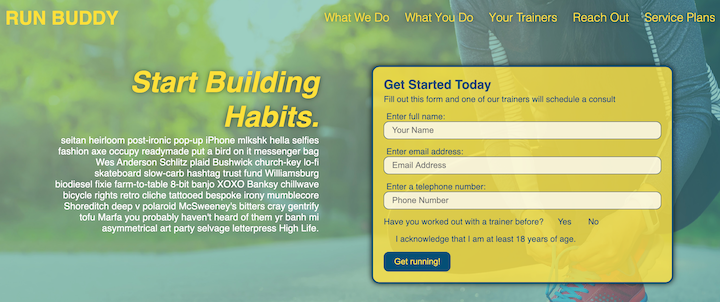 RUN BUDDY
What We Do What You Do Your Trainers Reach Out Service Plans
Start Building
Habits.
seitan heirloom post-ironic pop-up iPhone mlkshk hella selfies
fashion axe occupy readymade put a bird on it messenger bag
Wes Anderson Schlitz plaid Bushwick church-key lo-fi
skateboard slow-carb hashtag trust fund Williamsburg
biodiesel fixie farm-to-table 8-bit banjo XOXO Banksy chillwave
bicycle rights retro cliche tattooed bespoke irony mumblecore
Shoreditch deep v polaroid McSweeney's bitters cray gentrify
tofu Marfa you probably haven't heard of them yr banh mi
asymmetrical art party selvage letterpress High Life.
Get Started Today
Fill out this form and one of our trainers will schedule a consult
Enter full name:
Your Name
Enter email address:
Email Address
Enter a telephone number:
Phone Number
Have you worked out with a trainer before? Yes No
I acknowledge that I am at least 18 years of age.
Get running!